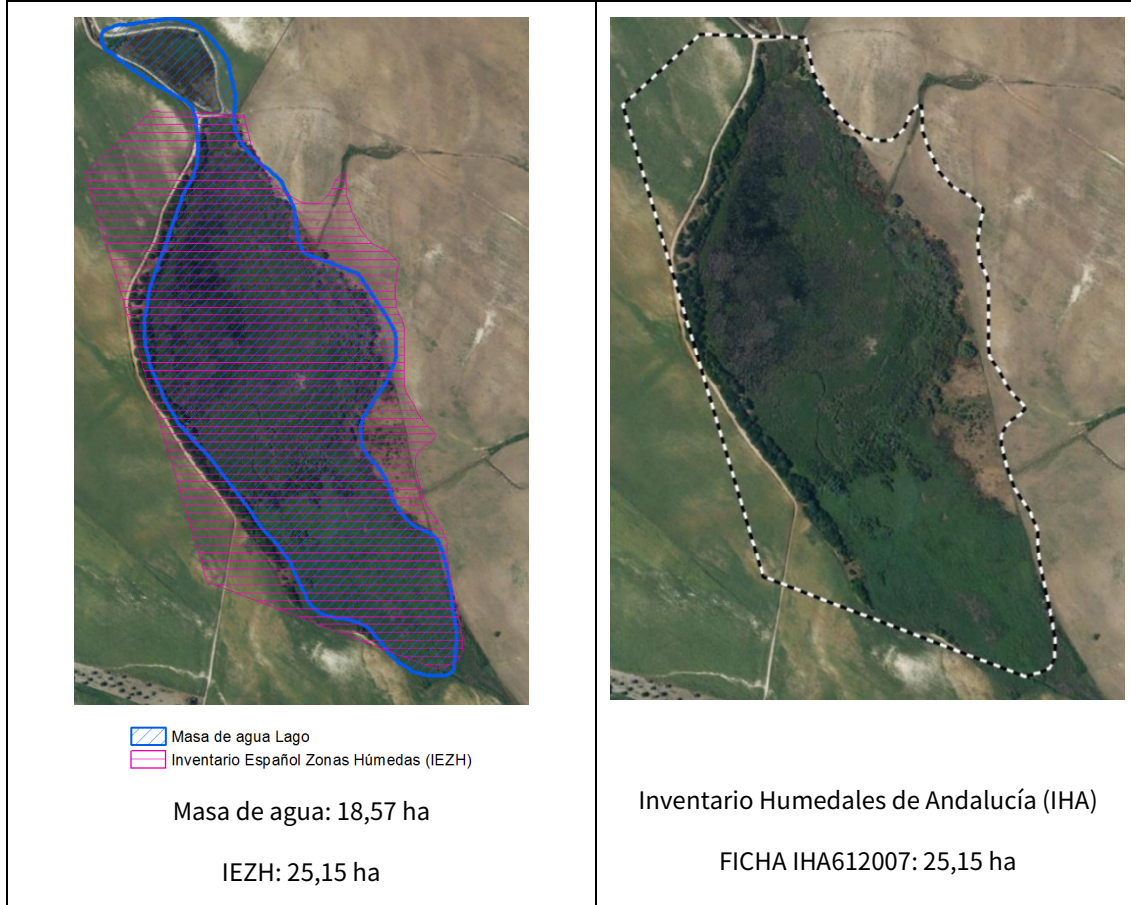 Masa de agua Lago
Inventario Español Zonas Húmedas (IEZH)
Masa de agua: 18,57 ha
IEZH: 25,15 ha
Inventario Humedales de Andalucía (IHA)
FICHA IHA612007: 25,15 ha